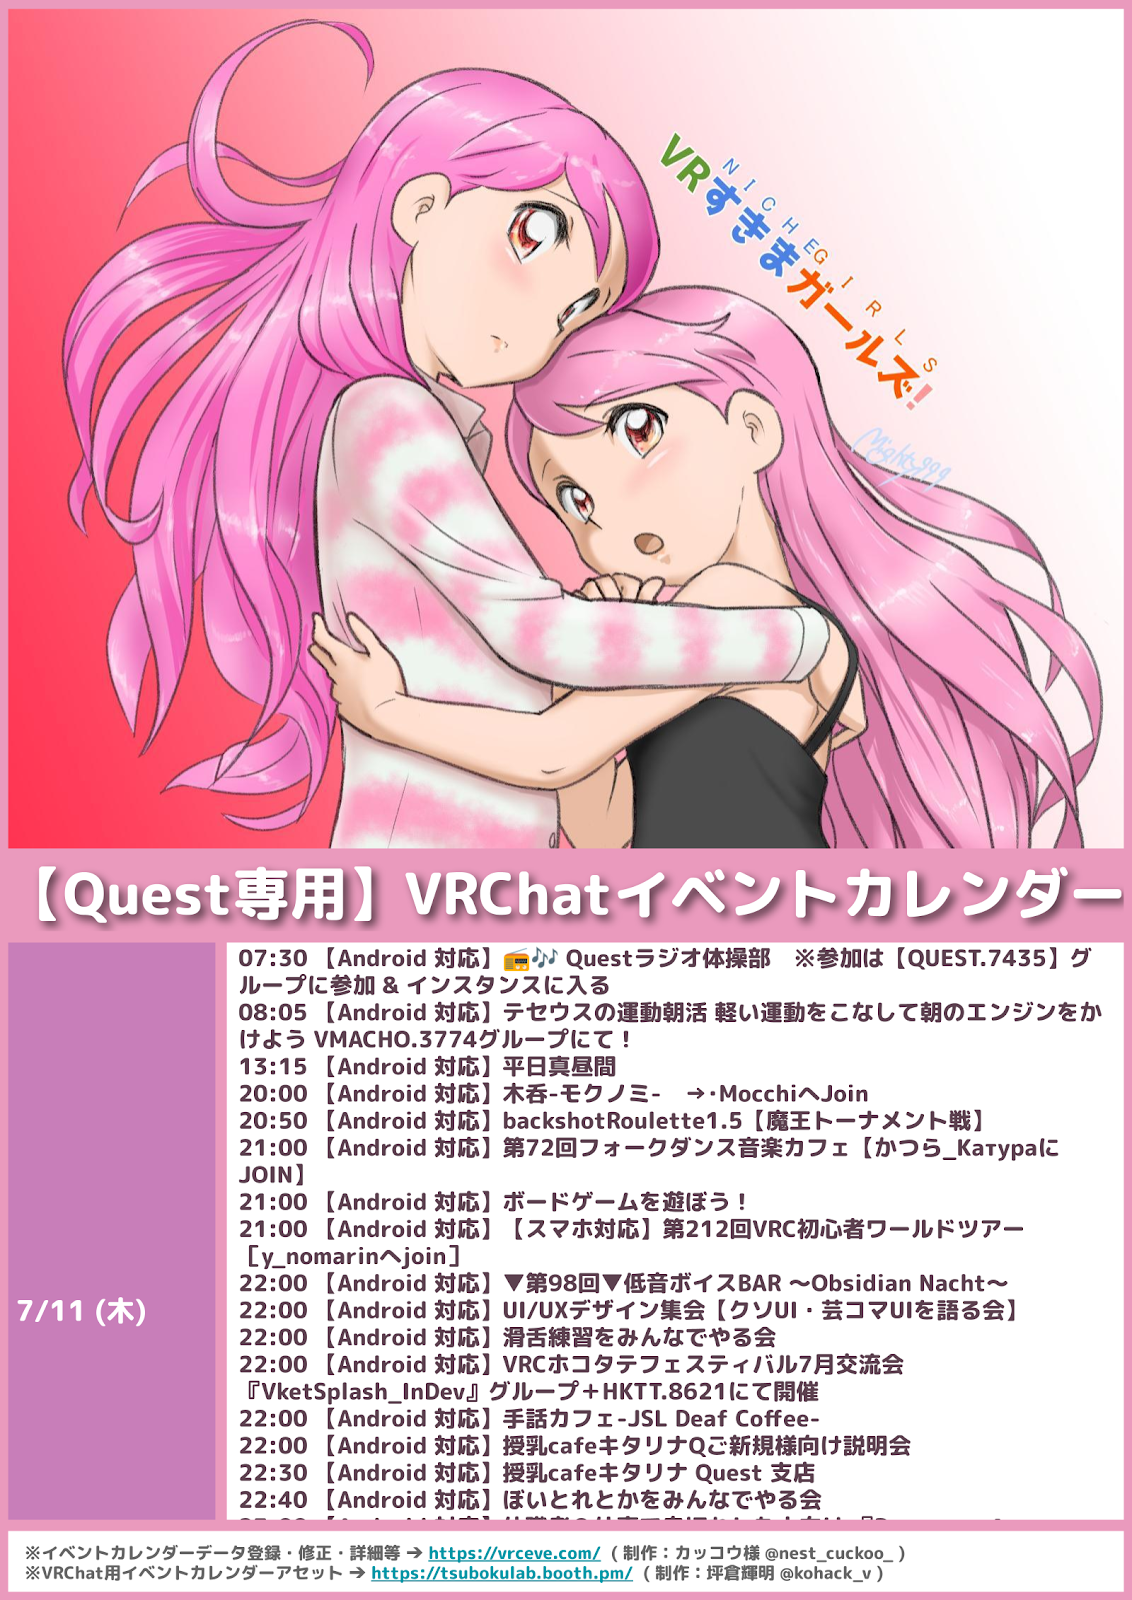 NICHE GIRLS
VRすきまガールズ!
Mighty999
【Quest専用】VRChatイベントカレンダー
7/11 (木)
07:30 【Android 対応】📻🎶 Questラジオ体操部　※参加は【QUEST.7435】グ
ループに参加 & インスタンスに入る
08:05 【Android 対応】テセウスの運動朝活 軽い運動をこなして朝のエンジンをか
けよう VMACHO.3774グループにて！
13:15 【Android 対応】平日真昼間
20:00 【Android 対応】木呑-モクノミ-　→·MocchiへJoin
20:50 【Android 対応】backshotRoulette1.5【魔王トーナメント戦】
21:00 【Android 対応】第72回フォークダンス音楽カフェ【かつら_Катураに
JOIN】
21:00 【Android 対応】ボードゲームを遊ぼう！
21:00 【Android 対応】【スマホ対応】第212回VRC初心者ワールドツアー
［y_nomarinへjoin］
22:00 【Android 対応】▼第98回▼低音ボイスBAR 〜Obsidian Nacht〜
22:00 【Android 対応】UI/UXデザイン集会【クソUI・芸コマUIを語る会】
22:00 【Android 対応】滑舌練習をみんなでやる会
22:00 【Android 対応】VRCホコタテフェスティバル7月交流会
『VketSplash_InDev』グループ＋HKTT.8621にて開催
22:00 【Android 対応】手話カフェ-JSL Deaf Coffee-
22:00 【Android 対応】授乳cafeキタリナQご新規様向け説明会
22:30 【Android 対応】授乳cafeキタリナ Quest 支店
22:40 【Android 対応】ぼいとれとかをみんなでやる会
※イベントカレンダーデータ登録・修正・詳細等 → https://vrceve.com/ （制作：カッコウ様 @nest_cuckoo_ ）
※VRChat用イベントカレンダーアセット → https://tsubokulab.booth.pm/ （制作：坪倉輝明 @kohack_v ）